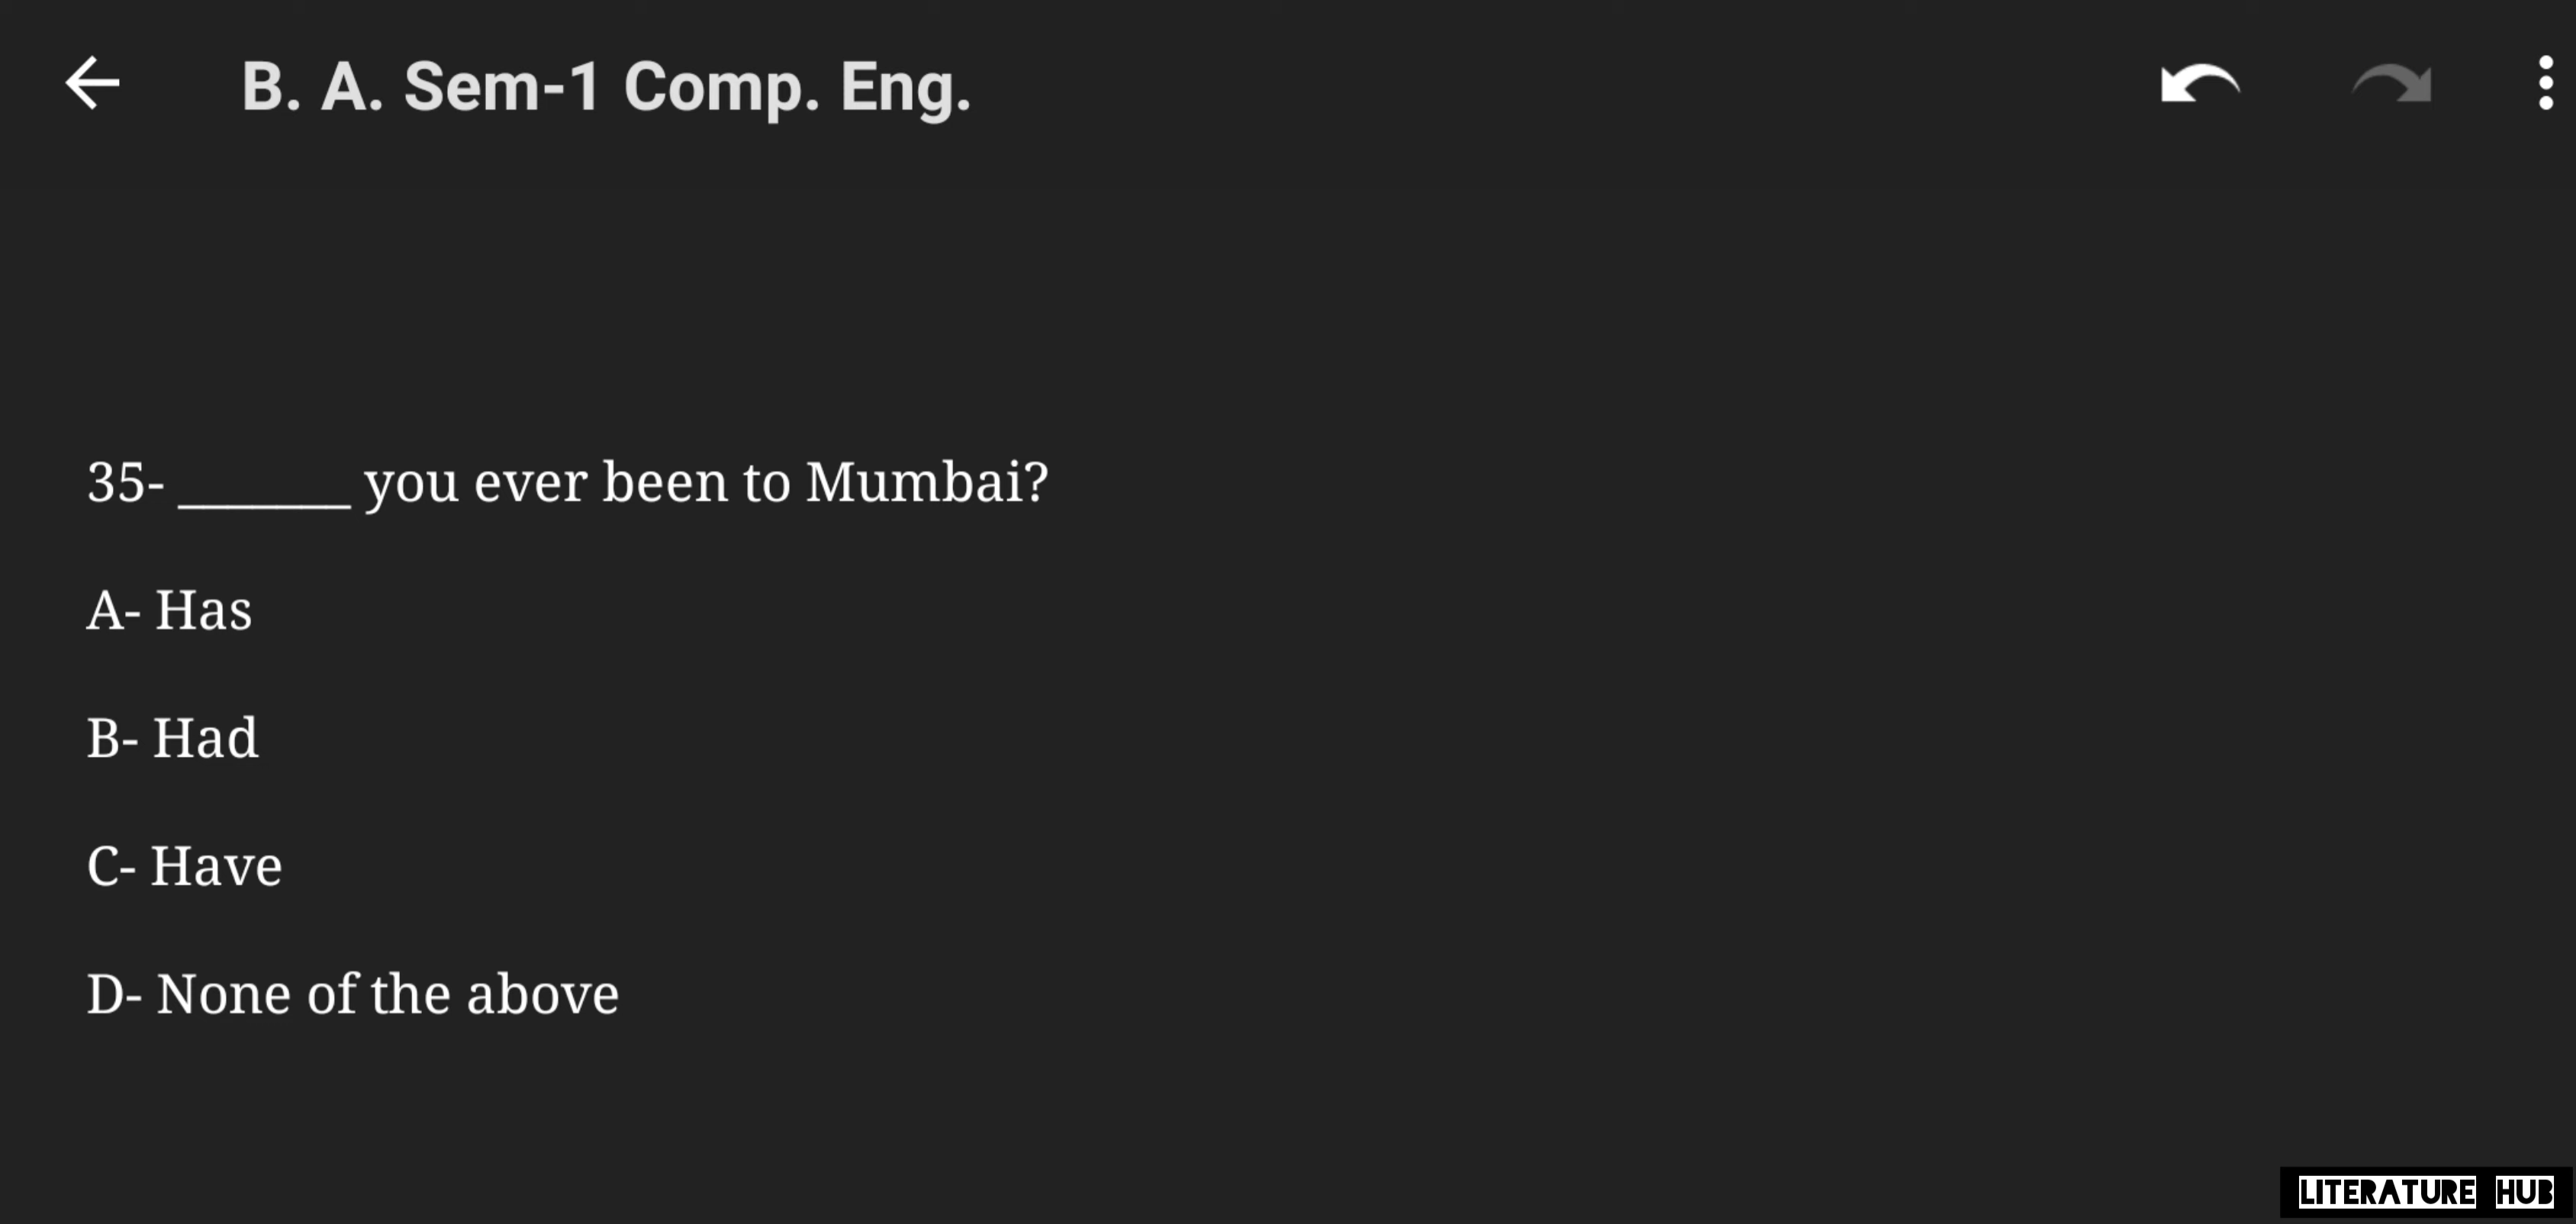 B. A. Sem-1 Comp. Eng.
35- _______ you ever been to Mumbai?
A- Has
B- Had
C- Have
D- None of the above
LITERATURE HUB